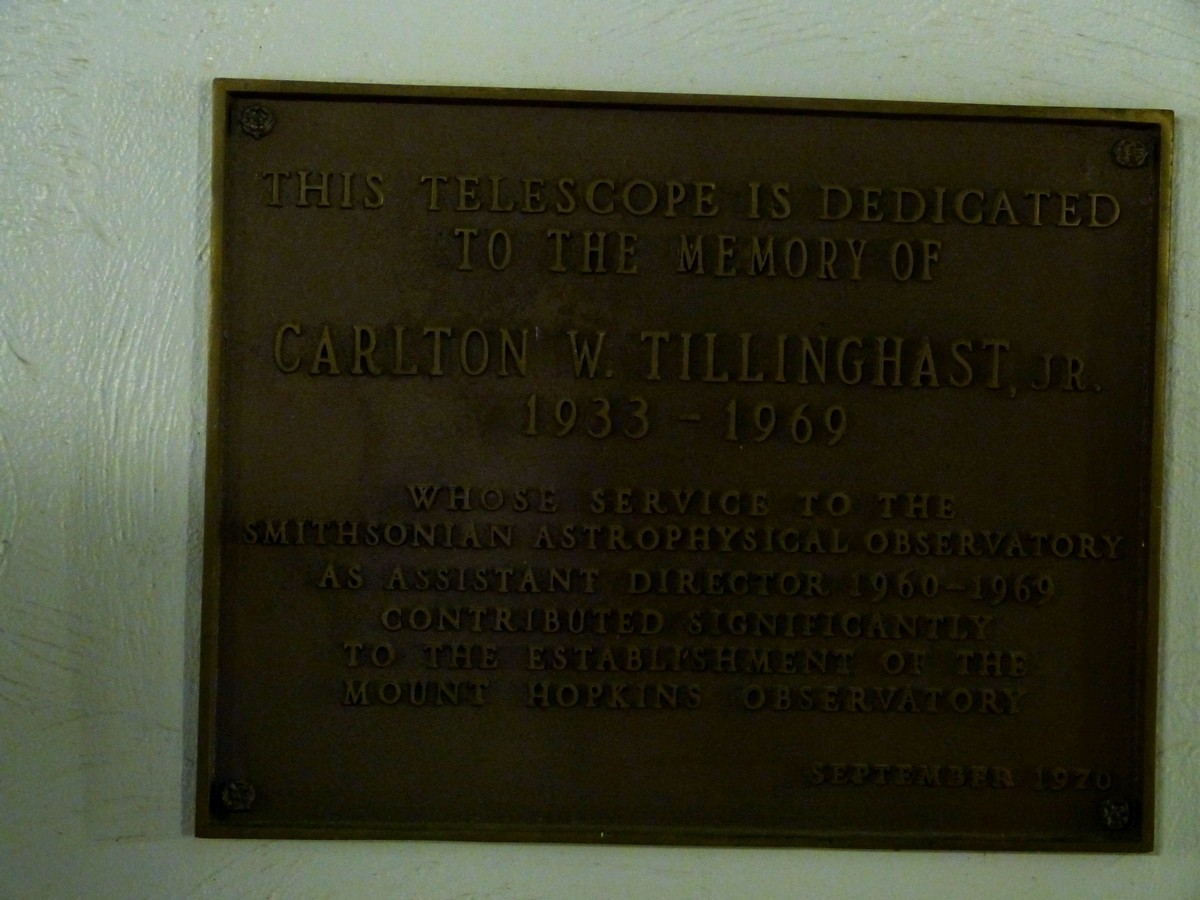 THIS TELESCOPE IS DEDICATED
TO THE MEMORY OF
CARLTON W. TILLINGHAST, JR.
1933 - 1969
WHOSE SERVICE TO THE
SMITHSONIAN ASTROPHYSICAL OBSERVATORY
AS ASSISTANT DIRECTOR 1960-1969
CONTRIBUTED SIGNIFICANTLY
TO THE ESTABLISHMENT OF THE
MOUNT HOPKINS OBSERVATORY
SEPTEMBER 1970